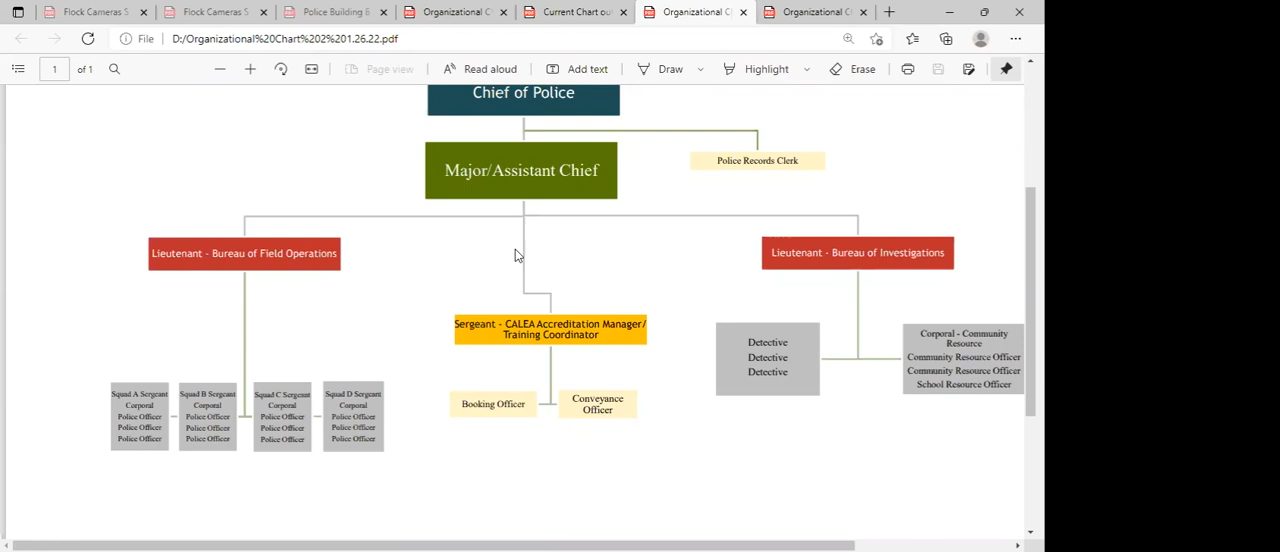 Flock Cameras S
Flock Cameras S
Police Building I
Organizational C
Current Chart ou
Organizational C
Organizational C
File
D:/Organizational%20Chart%202%201.26.22.pdf
1
of 1
Page view
Read aloud
Add text
Draw
Highlight
Erase
Chief of Police
Major/Assistant Chief
Police Records Clerk
Lieutenant - Bureau of Field Operations
Lieutenant - Bureau of Investigations
Sergeant - CALEA Accreditation Manager/
Training Coordinator
Booking Officer
Conveyance
Officer
Squad A Sergeant
Corporal
Police Officer
Police Officer
Police Officer
Squad B Sergeant
Corporal
Police Officer
Police Officer
Police Officer
Squad C Sergeant
Corporal
Police Officer
Police Officer
Police Officer
Squad D Sergeant
Corporal
Police Officer
Police Officer
Police Officer
Detective
Detective
Detective
Corporal - Community
Resource
Community Resource Officer
Community Resource Officer
School Resource Officer